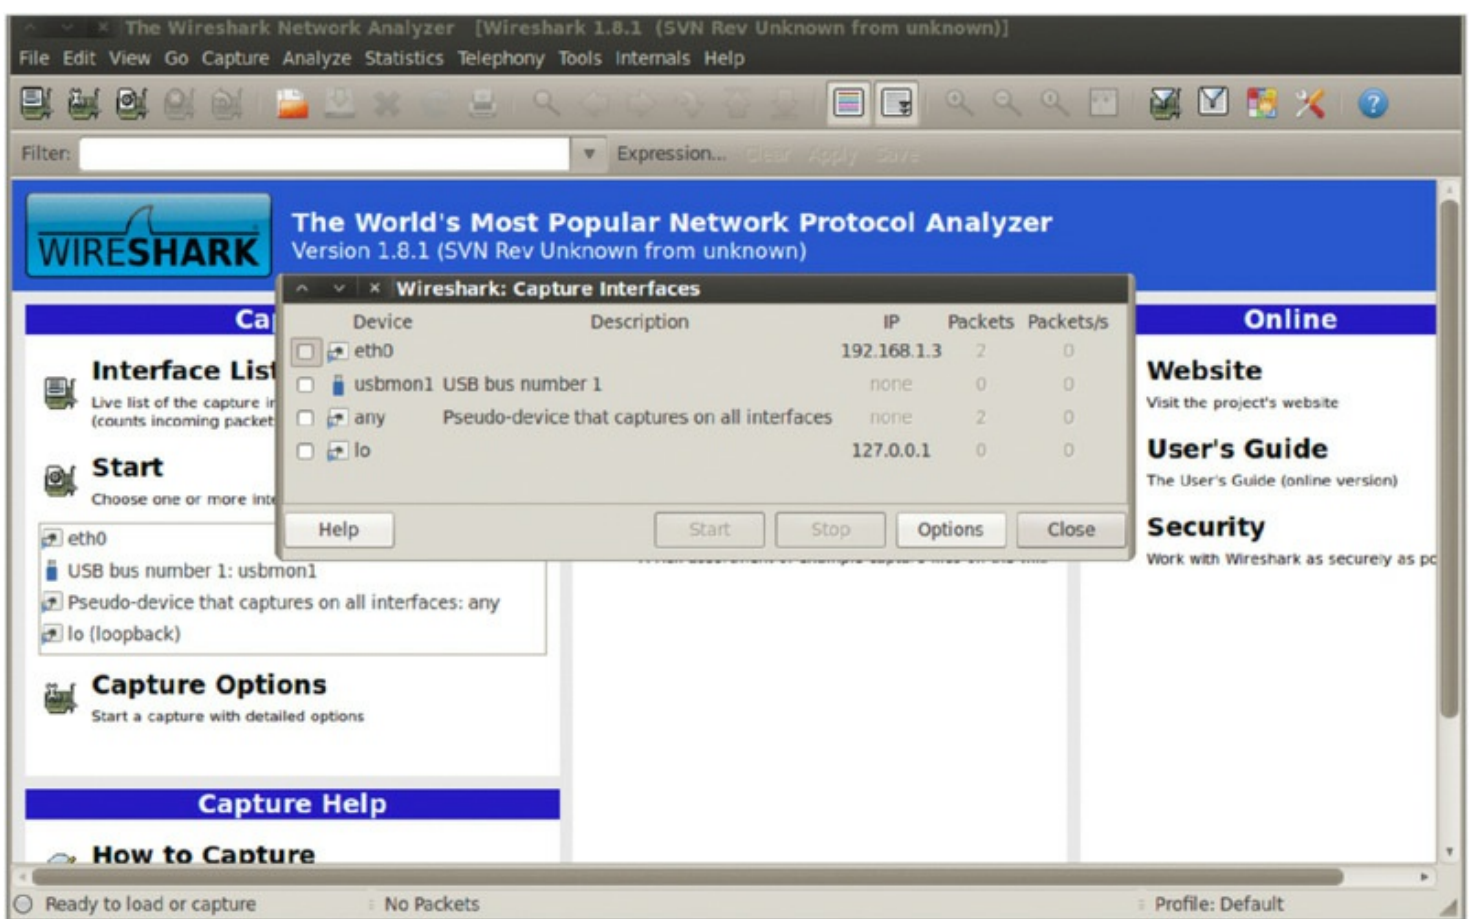 The Wireshark Network Analyzer [Wireshark 1.8.1 (SVN Rev Unknown from unknown)]
File Edit View Go Capture Analyze Statistics Telephony Tools Internals Help
Filter: Expression... Clear Apply Save
WIRESHARK
The World's Most Popular Network Protocol Analyzer
Version 1.8.1 (SVN Rev Unknown from unknown)
Wireshark: Capture Interfaces
Device Description IP Packets Packets/s
eth0 192.168.1.3 2 0
usbmon1 USB bus number 1 none 0 0
any Pseudo-device that captures on all interfaces none 2 0
lo 127.0.0.1 0 0
Help Start Stop Options Close
Interface List
Live list of the capture
(counts incoming
Start
Choose one or more
eth0
USB bus number 1: usbmon1
Pseudo-device that captures on all interfaces: any
lo (loopback)
Capture Options
Start a capture with detailed options
Capture Help
How to Capture
Online
Website
Visit the project's website
User's Guide
The User's Guide (online version)
Security
Work with Wireshark as securely as
Ready to load or capture No Packets Profile: Default